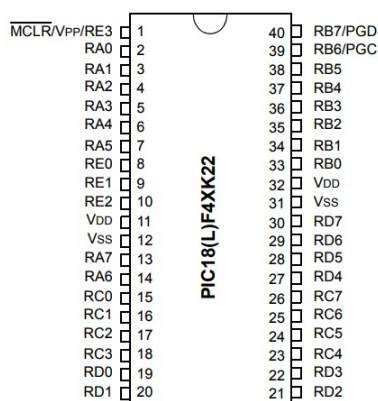 MCLR/VPP/RE3 1 40 RB7/PGD
RA0 2 39 RB6/PGC
RA1 3 38 RB5
RA2 4 37 RB4
RA3 5 36 RB3
RA4 6 35 RB2
RA5 7 34 RB1
RE0 8 33 RB0
RE1 9 32 VDD
RE2 10 31 VSS
VDD 11 30 RD7
VSS 12 29 RD6
RA7 13 28 RD5
RA6 14 27 RD4
RC0 15 26 RC7
RC1 16 25 RC6
RC2 17 24 RC5
RC3 18 23 RC4
RD0 19 22 RD3
RD1 20 21 RD2
PIC18(L)F4XK22